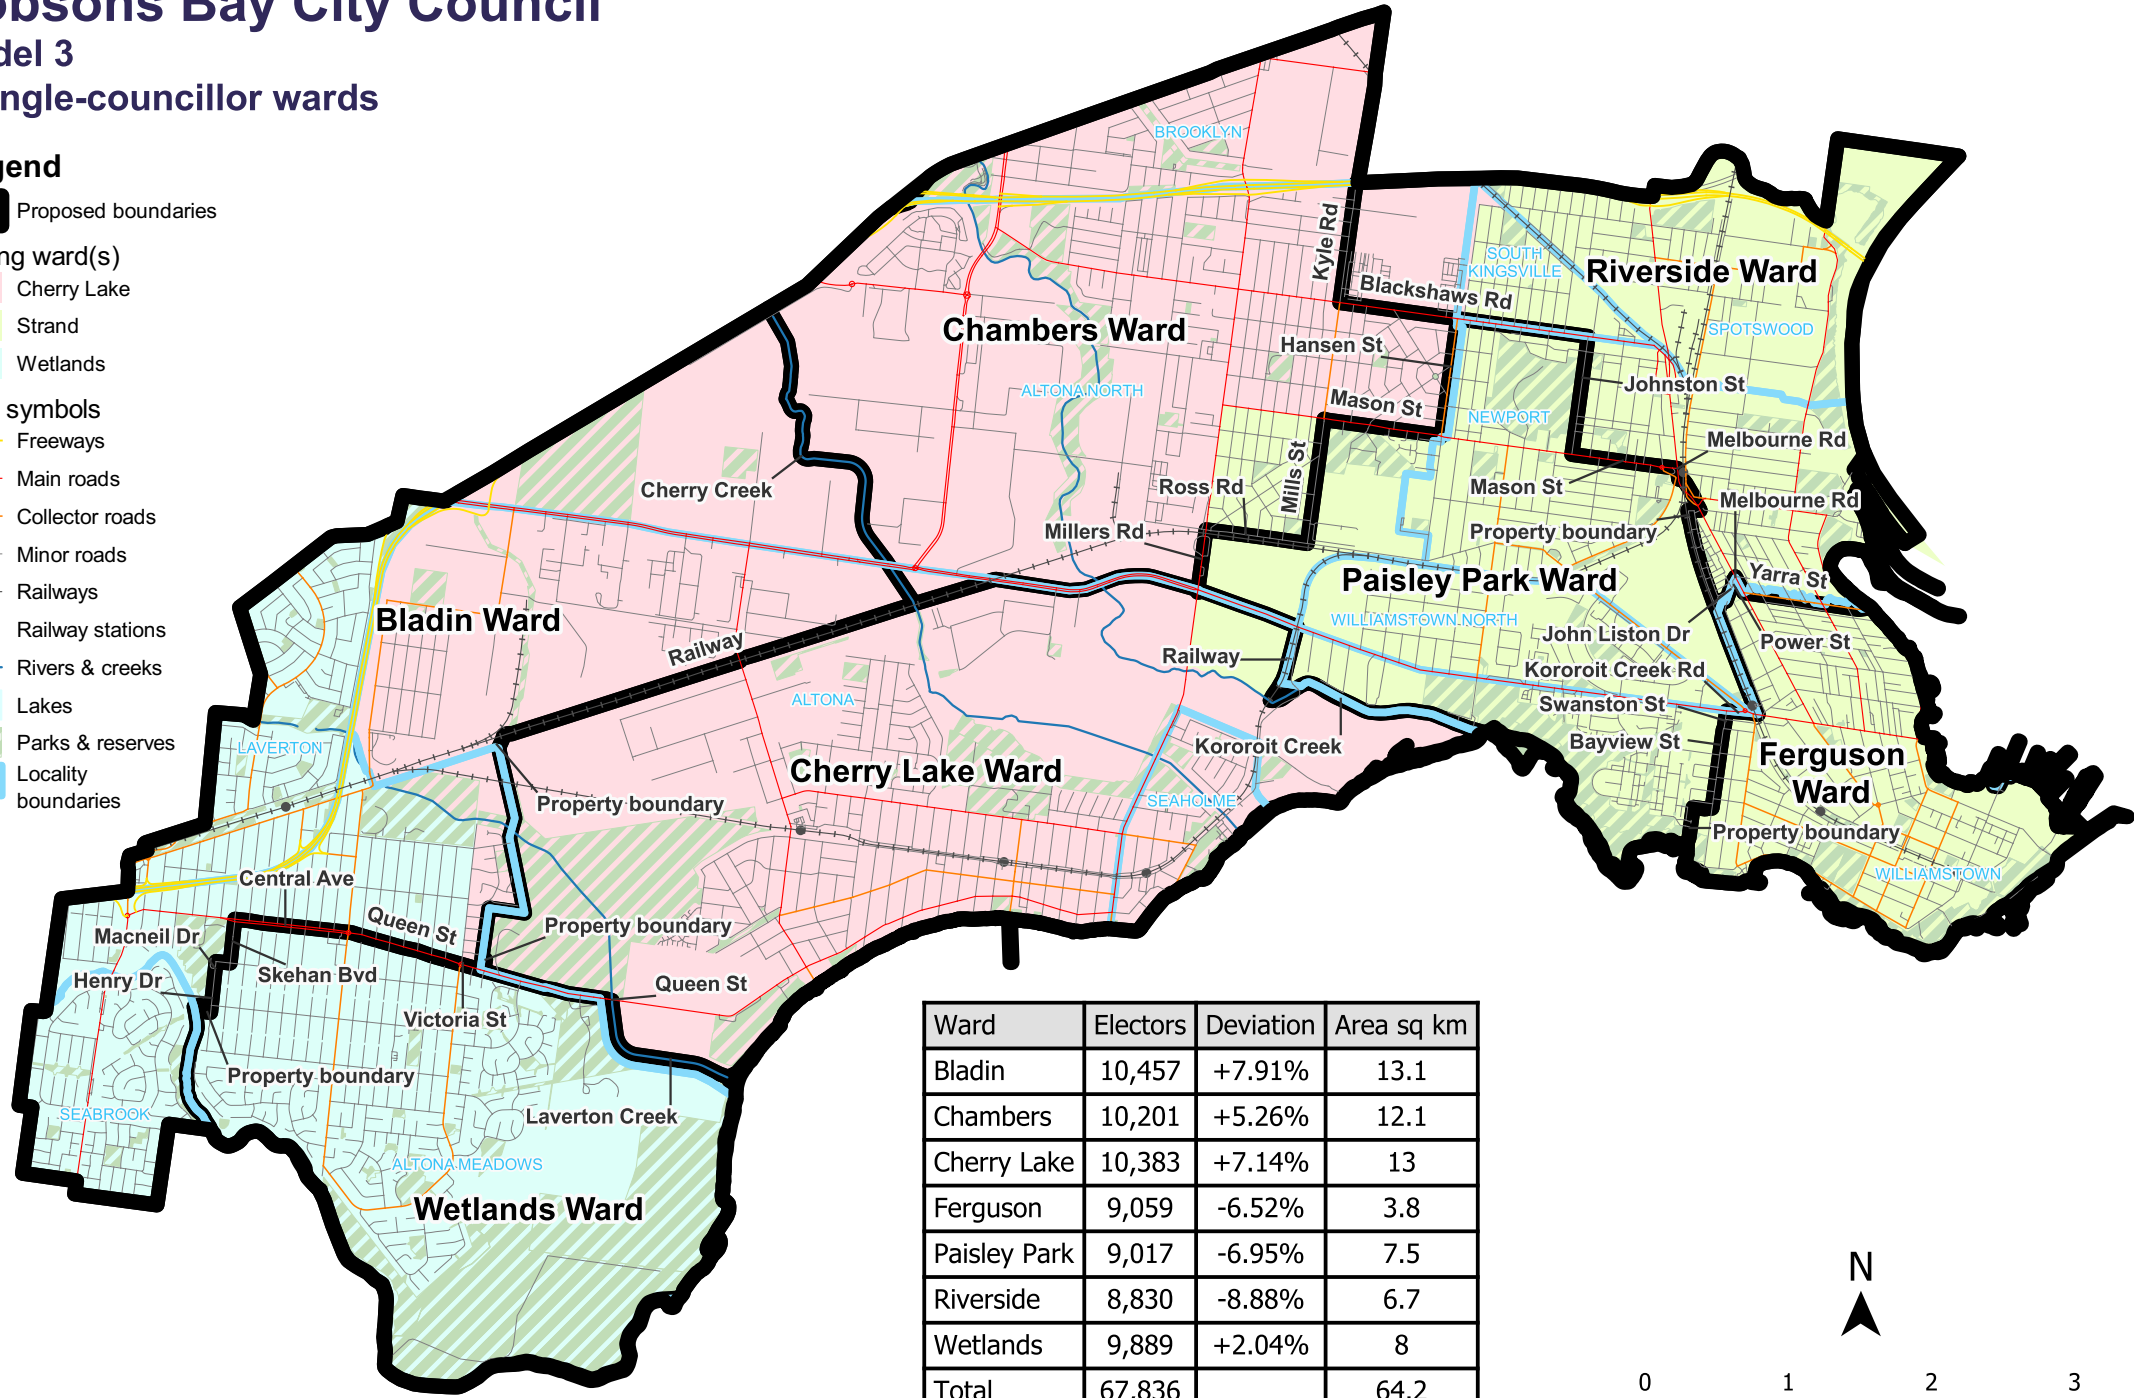 obsons Bay City Council
del 3
ngle-councillor wards
gend
Proposed boundaries
ng ward(s)
Cherry Lake
Strand
Wetlands
symbols
Freeways
Main roads
Collector roads
Minor roads
Railways
Railway stations
Rivers & creeks
Lakes
Parks & reserves
Locality
boundaries
BROOKLYN
Kyle Rd
SOUTH
KINGSVILLE
Riverside Ward
Blackshaws Rd
Chambers Ward
SPOTSWOOD
Hansen St
ALTONA NORTH
Johnston St
Mason St
NEWPORT
Melbourne Rd
Cherry Creek
Ross Rd
Mills St
Mason St
Melbourne Rd
Millers Rd
Property boundary
Paisley Park Ward
Yarra St
Bladin Ward
WILLIAMSTOWN NORTH
John Liston Dr
Power St
Railway
Railway
Kororoit Creek Rd
ALTONA
Swanston St
LAVERTON
Kororoit Creek
Bayview St
Cherry Lake Ward
Ferguson
Ward
Property boundary
SEAHOLME
Property boundary
WILLIAMSTOWN
Central Ave
Queen St
Property boundary
Macneil Dr
Skehan Bvd
Henry Dr
Queen St
Victoria St
Property boundary
SEABROOK
Laverton Creek
ALTONA MEADOWS
Wetlands Ward
Ward Electors Deviation Area sq km
Bladin 10,457 +7.91% 13.1
Chambers 10,201 +5.26% 12.1
Cherry Lake 10,383 +7.14% 13
Ferguson 9,059 -6.52% 3.8
Paisley Park 9,017 -6.95% 7.5
Riverside 8,830 -8.88% 6.7
Wetlands 9,889 +2.04% 8
Total 67,836 64.2
N
0 1 2 3